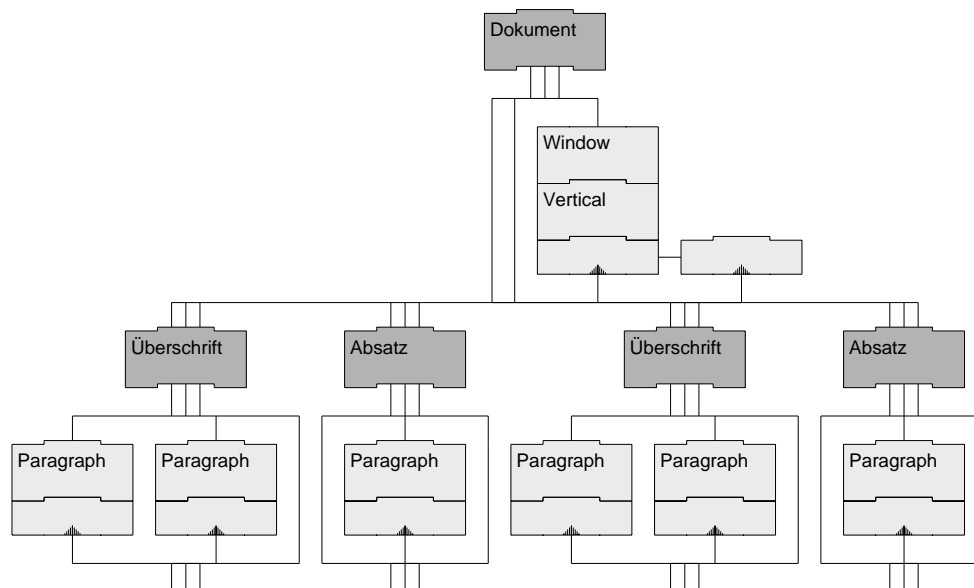 Dokument
Window
Vertical
Überschrift
Absatz
Überschrift
Absatz
Paragraph
Paragraph
Paragraph
Paragraph
Paragraph
Paragraph